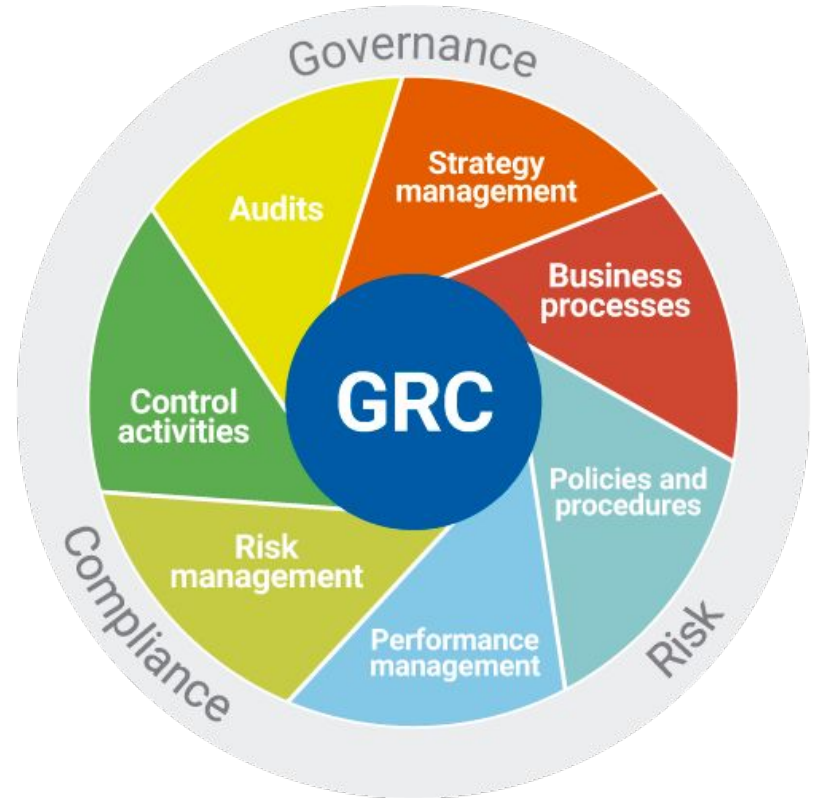 Governance
Strategy
management
Audits
Business
processes
GRC
Control
activities
Policies and
procedures
Risk
management
Performance
management
Compliance
Risk